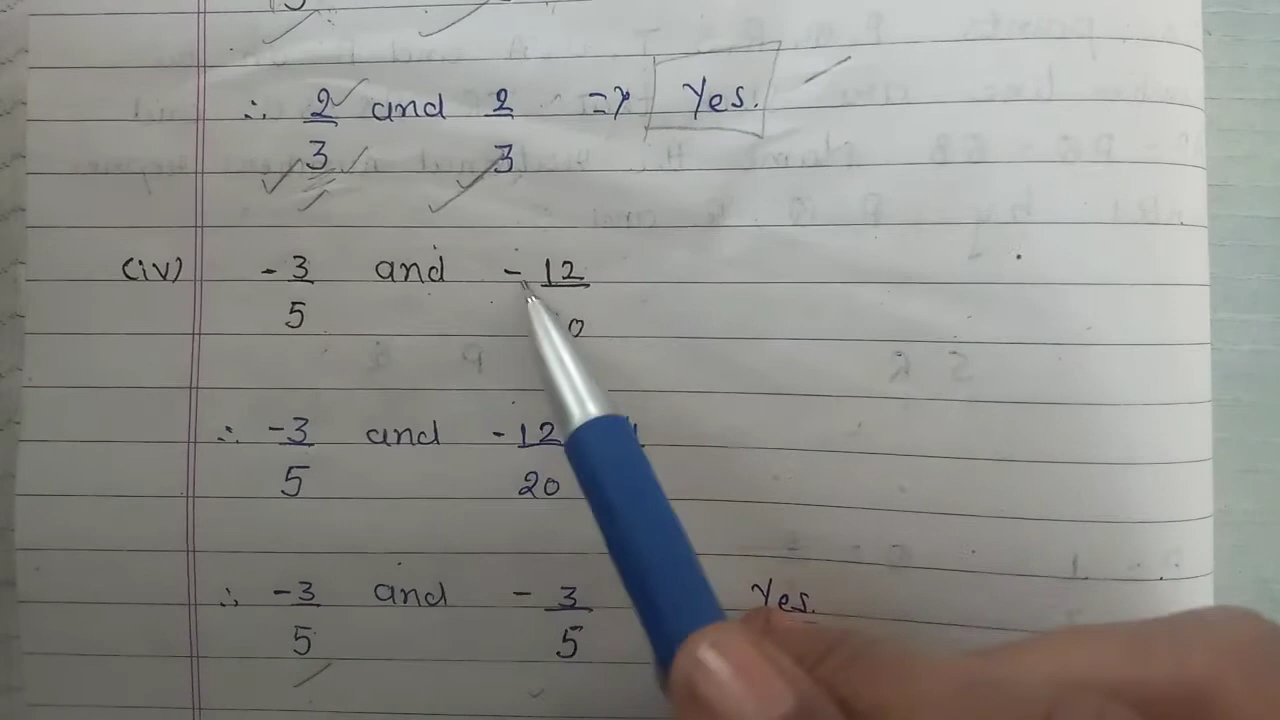 ∴ 2/3 and 2/3 => Yes.
(iv) -3/5 and -12/20
∴ -3/5 and -12/20
∴ -3/5 and -3/5 Yes.